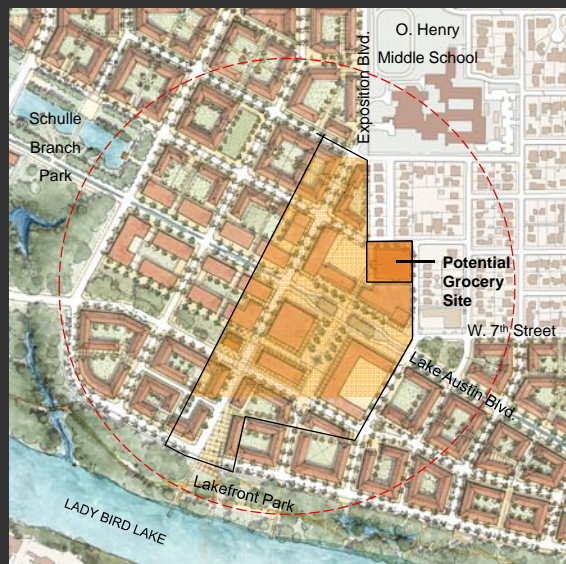 O. Henry
Middle School
Exposition Blvd.
Schulle
Branch
Park
Potential
Grocery
Site
W. 7th Street
Lake Austin Blvd.
Lakefront Park
LADY BIRD LAKE